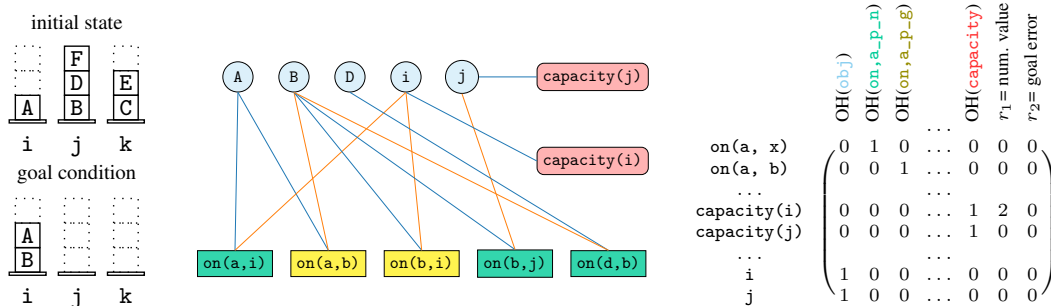 initial state
F
D E
A B C
i j k
goal condition
A
B
i j k
A B D i j capacity(j)
capacity(i)
on(a,i) on(a,b) on(b,i) on(b,j) on(d,b)
OH(obj)
OH(on,a_p_n)
OH(on,a_p_g)
...
OH(capacity)
r1 = num. value
r2 = goal error
on(a, x) 0 1 0 ... 0 0 0
on(a, b) 0 0 1 ... 0 0 0
... ...
capacity(i) 0 0 0 ... 1 2 0
capacity(j) 0 0 0 ... 1 0 0
... ...
i 1 0 0 ... 0 0 0
j 1 0 0 ... 0 0 0